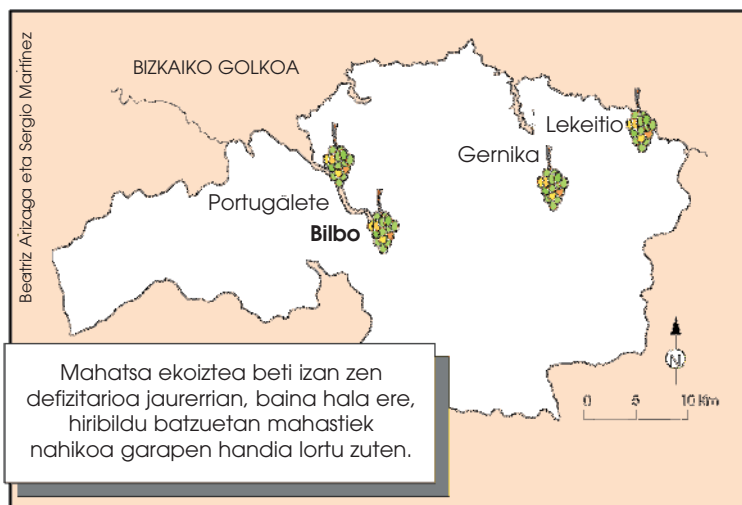 Beatriz Arizaga eta Sergio Martínez
BIZKAIKO GOLKOA
Lekeitio
Gernika
Portugalete
Bilbo
N
0 5 10 Km
Mahatsa ekoiztea beti izan zen
defizitarioa jaurerrian, baina hala ere,
hiribildu batzuetan mahastiek
nahikoa garapen handia lortu zuten.